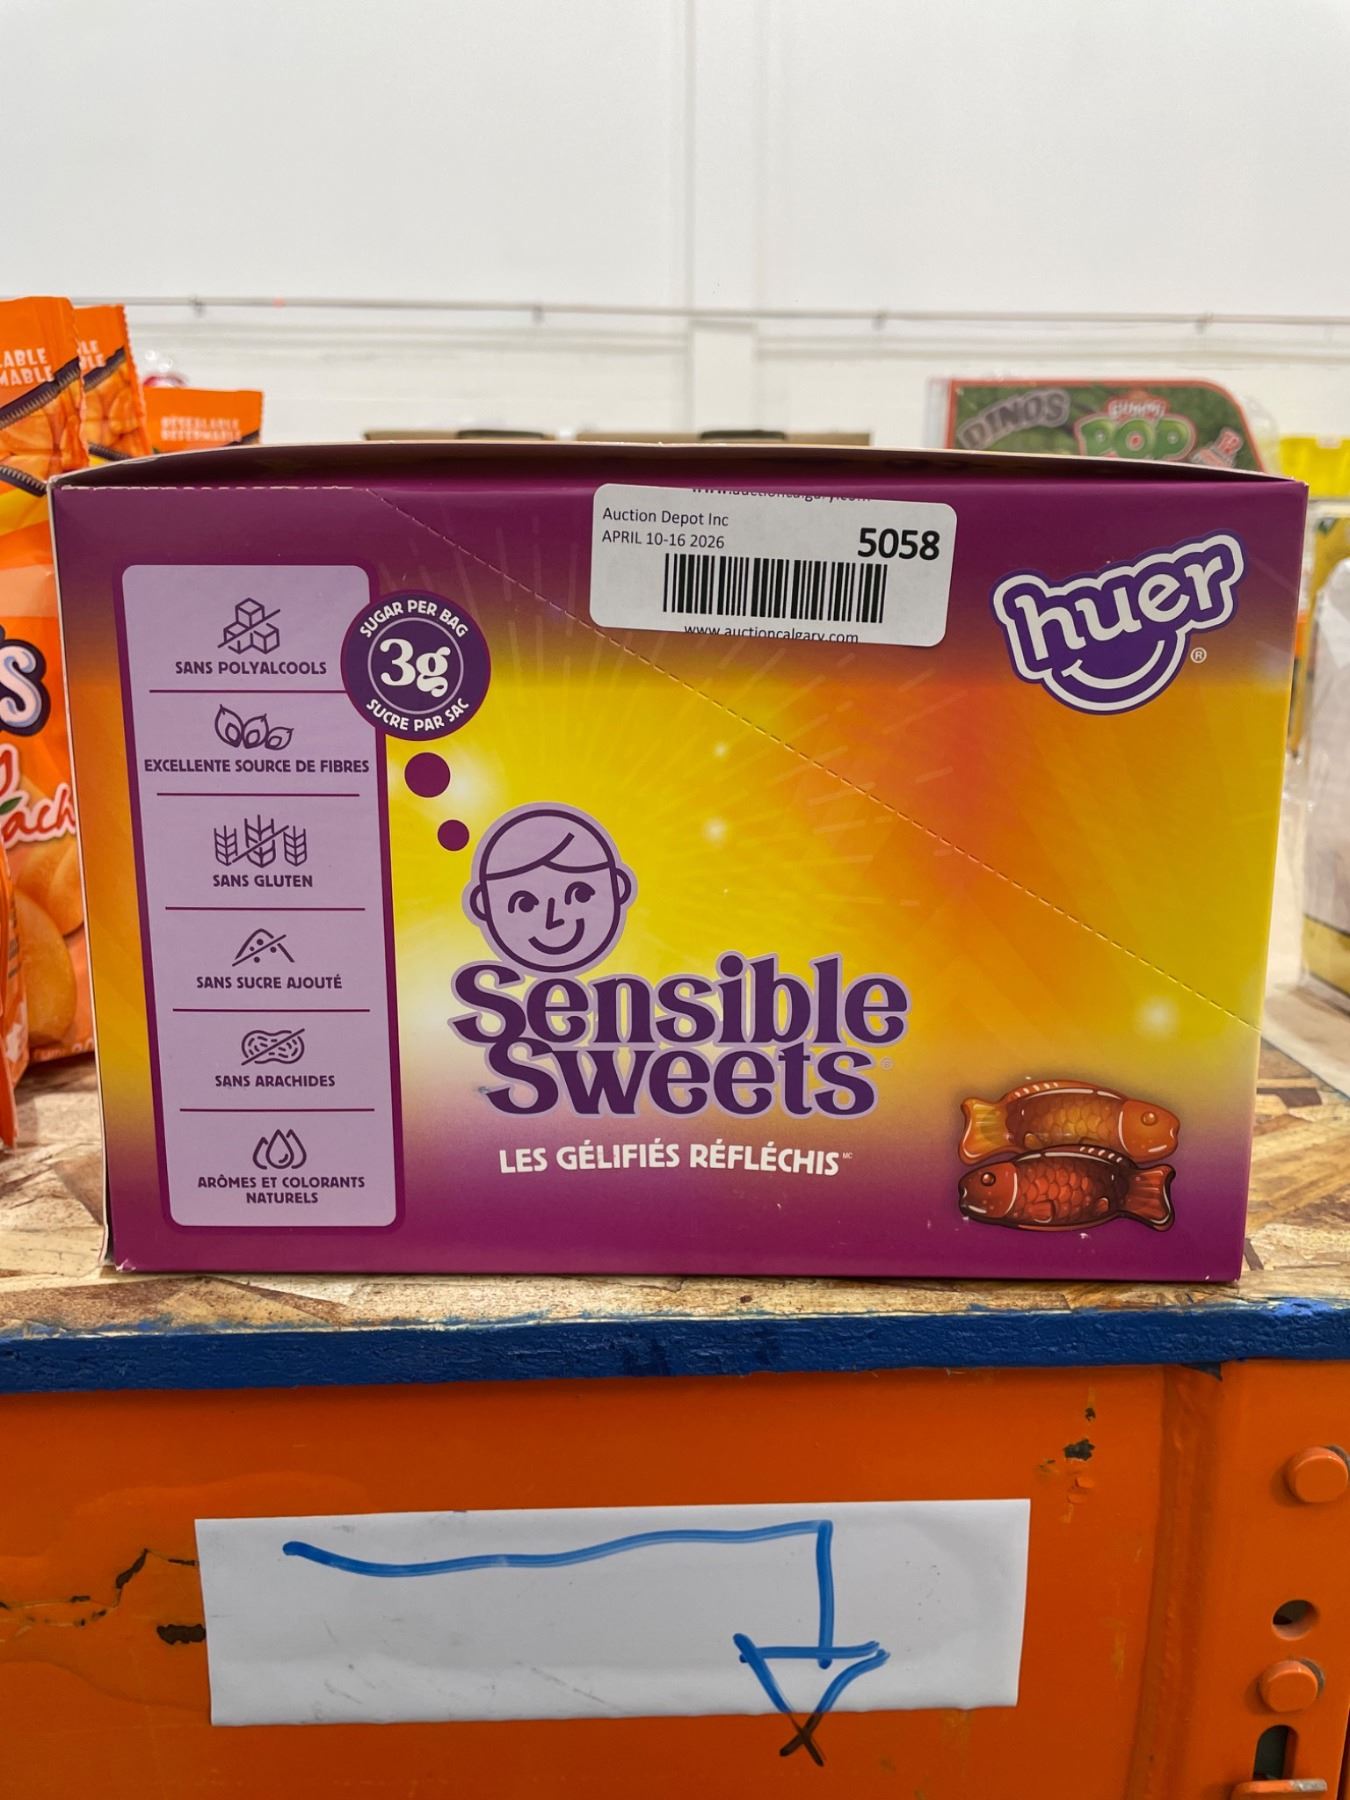 Auction Depot Inc
APRIL 10-16 2026
5058
www.auctioncalgary.com
huer®
SUGAR PER BAG
3g
SUCRE PAR SAC
SANS POLYALCOOLS
EXCELLENTE SOURCE DE FIBRES
SANS GLUTEN
SANS SUCRE AJOUTÉ
SANS ARACHIDES
ARÔMES ET COLORANTS
NATURELS
Sensible
Sweets
LES GÉLIFIÉS RÉFLÉCHIS MC
DINOS
POP